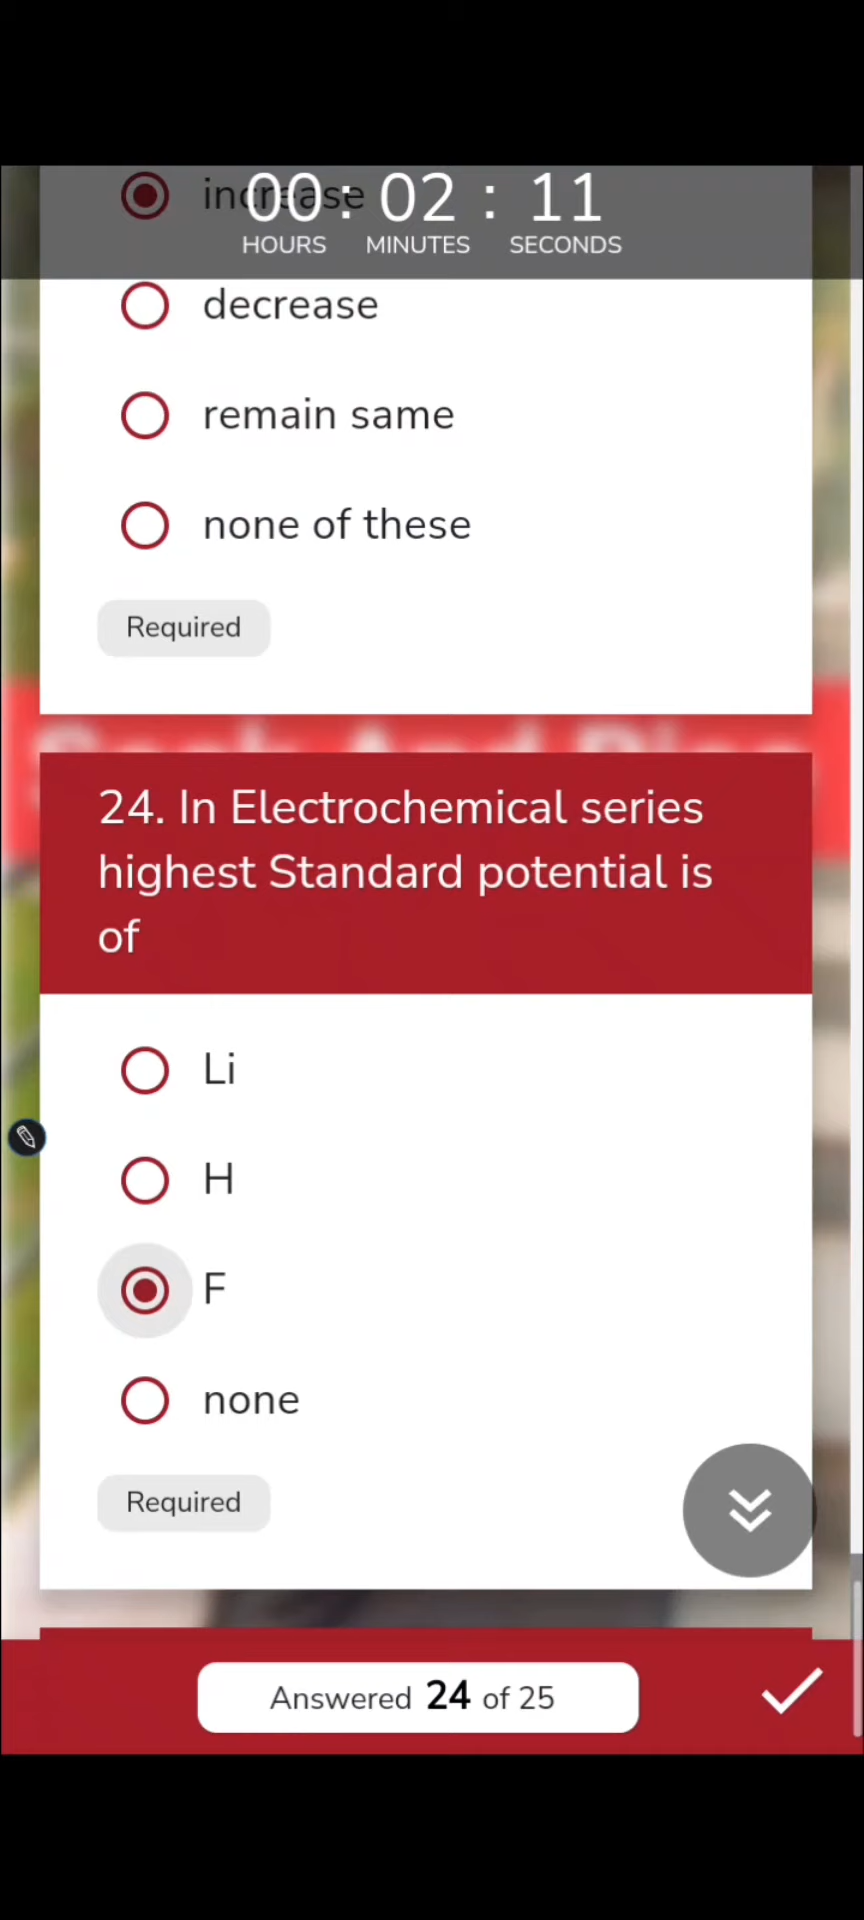 increase
00 : 02 : 11
HOURS MINUTES SECONDS
decrease
remain same
none of these
Required
24. In Electrochemical series
highest Standard potential is
of
Li
H
F
none
Required
Answered 24 of 25